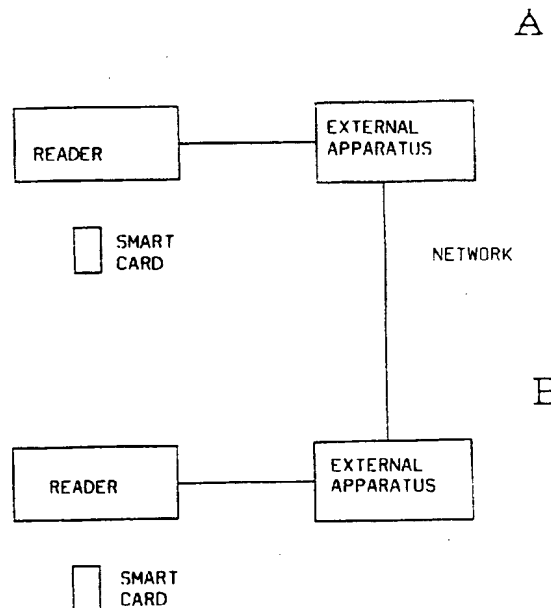 A
READER
EXTERNAL
APPARATUS
SMART
CARD
NETWORK
B
READER
EXTERNAL
APPARATUS
SMART
CARD